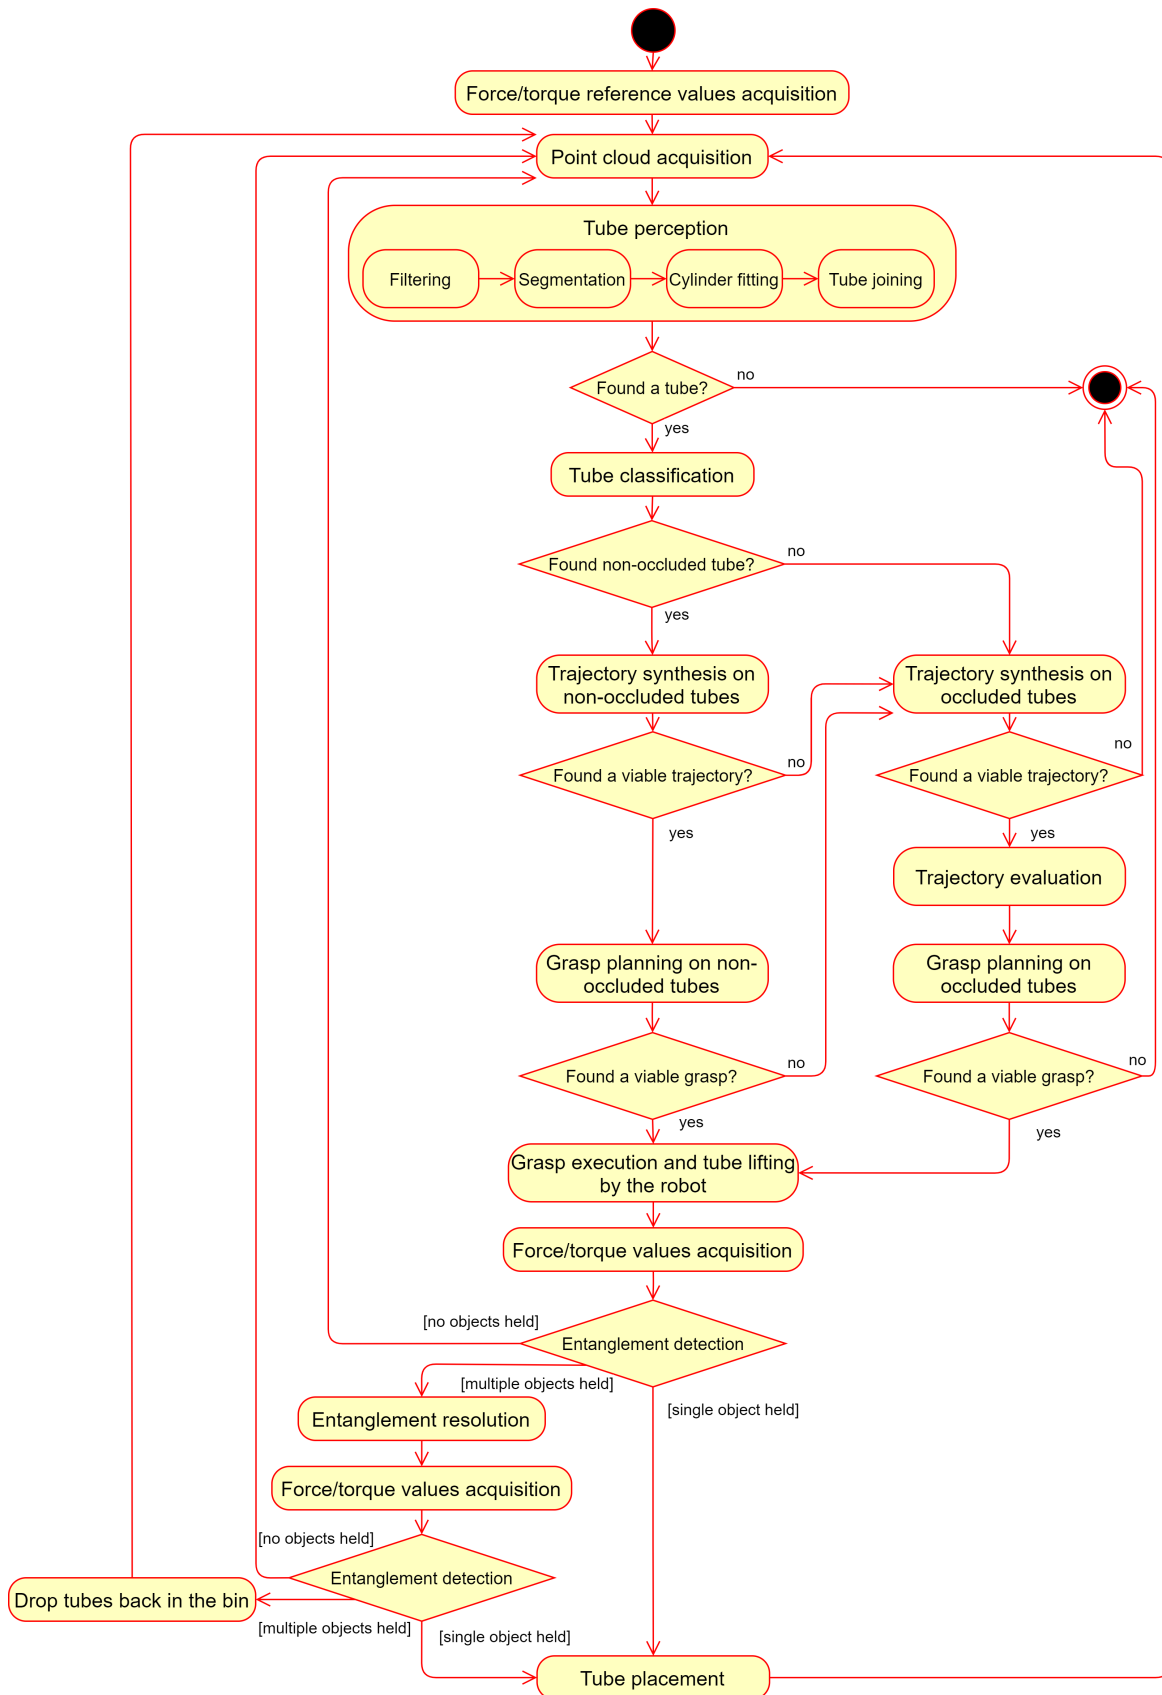 Force/torque reference values acquisition
Point cloud acquisition
Tube perception
Filtering
Segmentation
Cylinder fitting
Tube joining
Found a tube?
no
yes
Tube classification
Found non-occluded tube?
no
yes
Trajectory synthesis on
non-occluded tubes
Trajectory synthesis on
occluded tubes
Found a viable trajectory?
no
yes
Found a viable trajectory?
no
yes
Trajectory evaluation
Grasp planning on non-
occluded tubes
Grasp planning on
occluded tubes
Found a viable grasp?
no
yes
Found a viable grasp?
no
yes
Grasp execution and tube lifting
by the robot
Force/torque values acquisition
Entanglement detection
[no objects held]
[multiple objects held]
[single object held]
Entanglement resolution
Force/torque values acquisition
[no objects held]
Entanglement detection
Drop tubes back in the bin
[multiple objects held]
[single object held]
Tube placement